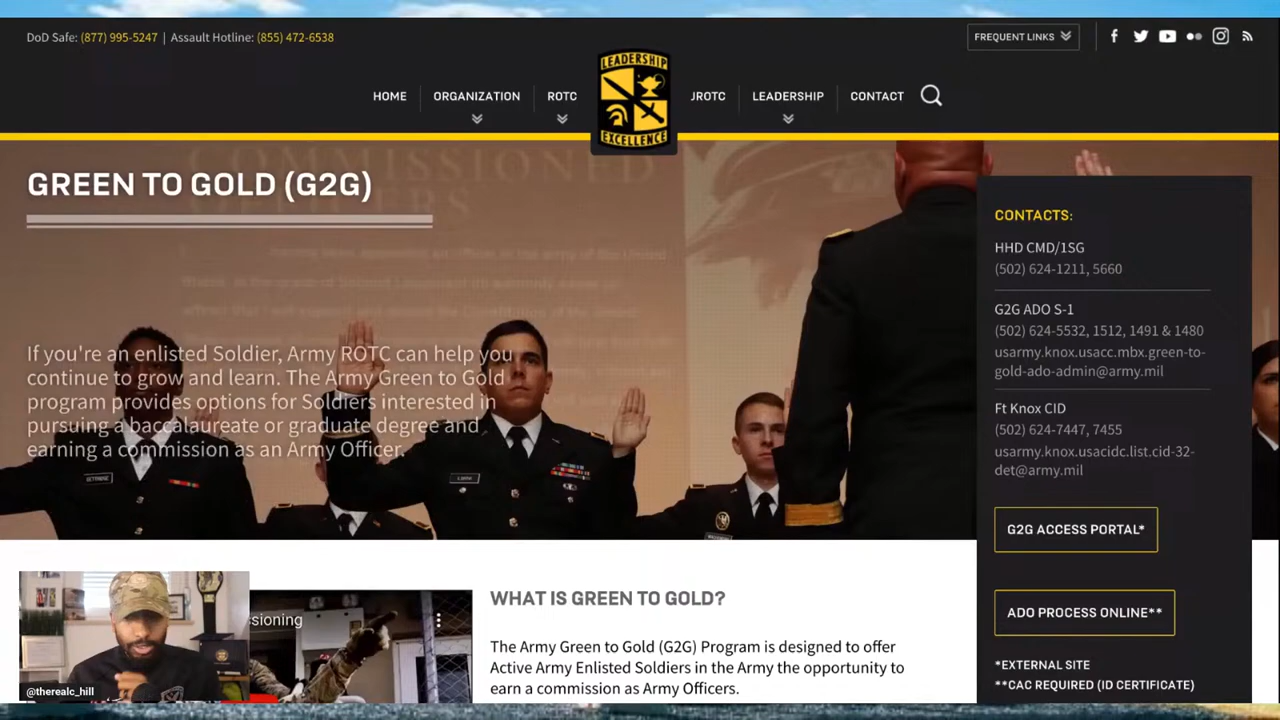 DoD Safe: (877) 995-5247 | Assault Hotline: (855) 472-6538
FREQUENT LINKS
HOME
ORGANIZATION
ROTC
LEADERSHIP
EXCELLENCE
JROTC
LEADERSHIP
CONTACT
GREEN TO GOLD (G2G)
If you're an enlisted Soldier, Army ROTC can help you
continue to grow and learn. The Army Green to Gold
program provides options for Soldiers interested in
pursuing a baccalaureate or graduate degree and
earning a commission as an Army Officer.
CONTACTS:
HHD CMD/1SG
(502) 624-1211, 5660
G2G ADO S-1
(502) 624-5532, 1512, 1491 & 1480
usarmy.knox.usacc.mbx.green-to-
gold-ado-admin@army.mil
Ft Knox CID
(502) 624-7447, 7455
usarmy.knox.usacidc.list.cid-32-
det@army.mil
G2G ACCESS PORTAL*
ADO PROCESS ONLINE**
*EXTERNAL SITE
**CAC REQUIRED (ID CERTIFICATE)
sioning
@therealc_hill
WHAT IS GREEN TO GOLD?
The Army Green to Gold (G2G) Program is designed to offer
Active Army Enlisted Soldiers in the Army the opportunity to
earn a commission as Army Officers.